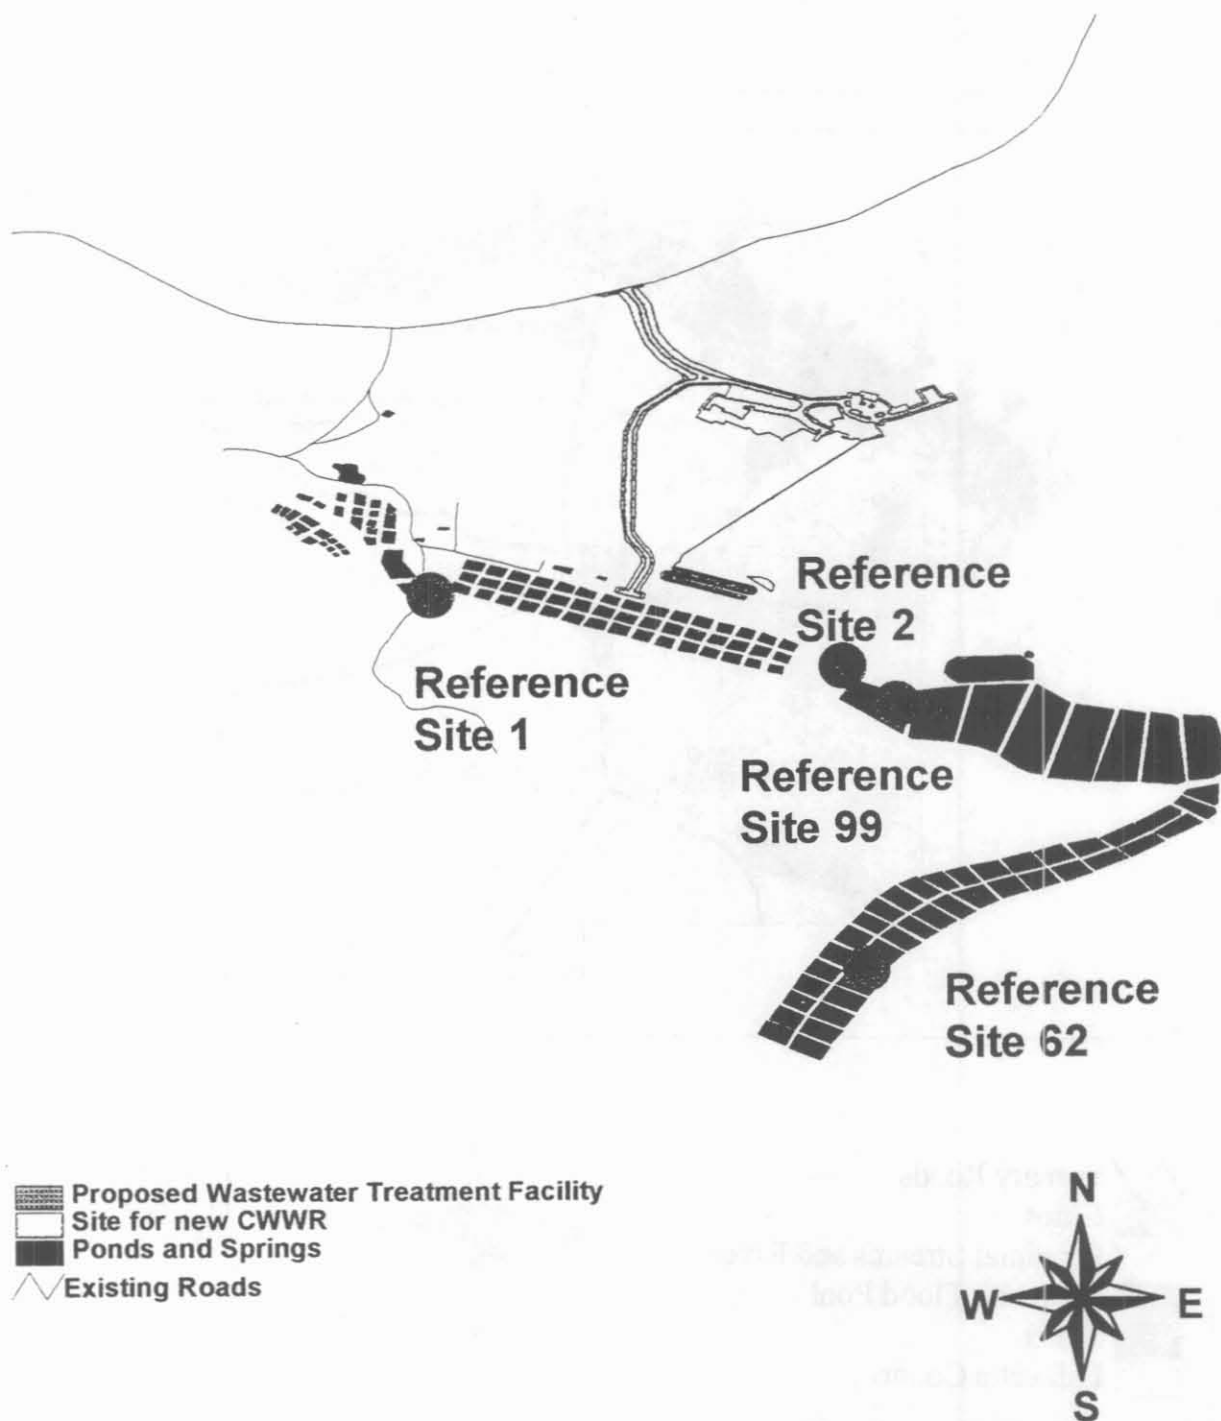 Reference
Site 2
Reference
Site 1
Reference
Site 99
Reference
Site 62
Proposed Wastewater Treatment Facility
Site for new CWWR
Ponds and Springs
Existing Roads
N
W
E
S